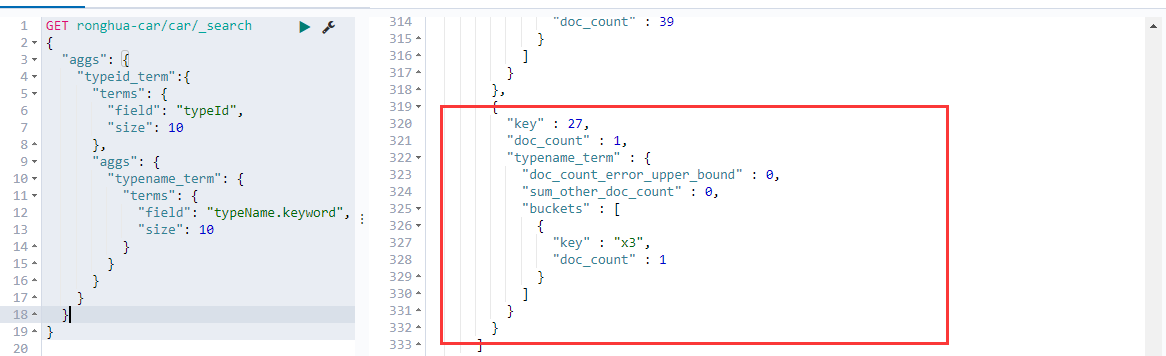 1 GET ronghua-car/car/_search
2 {
3 "aggs": {
4 "typeid_term":{
5 "terms": {
6 "field": "typeId",
7 "size": 10
8 },
9 "aggs": {
10 "typename_term": {
11 "terms": {
12 "field": "typeName.keyword",
13 "size": 10
14 }
15 }
16 }
17 }
18 }
19 }
20
314 "doc_count" : 39
315 }
316 ]
317 }
318 },
319 {
320 "key" : 27,
321 "doc_count" : 1,
322 "typename_term" : {
323 "doc_count_error_upper_bound" : 0,
324 "sum_other_doc_count" : 0,
325 "buckets" : [
326 {
327 "key" : "x3",
328 "doc_count" : 1
329 }
330 ]
331 }
332 }
333 ]